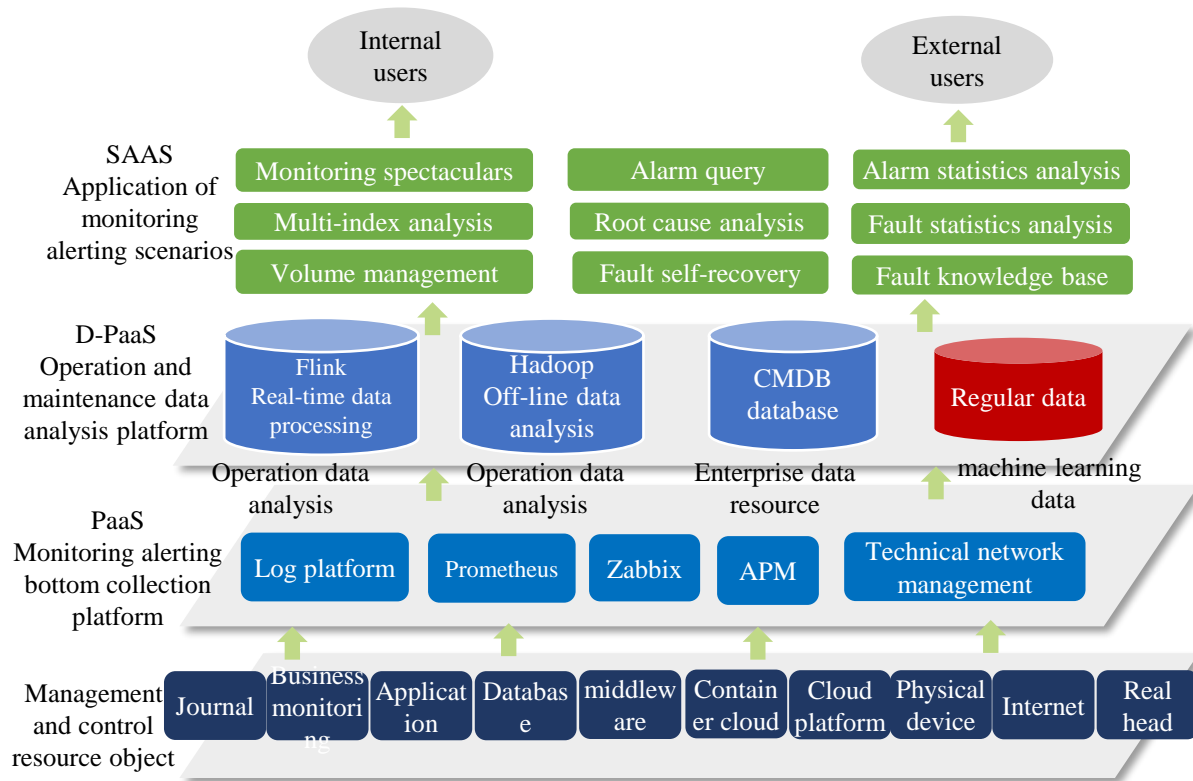 Internal
users
External
users
SAAS
Application of
monitoring
alerting scenarios
Monitoring spectaculars
Alarm query
Alarm statistics analysis
Multi-index analysis
Root cause analysis
Fault statistics analysis
Volume management
Fault self-recovery
Fault knowledge base
D-PaaS
Operation and
maintenance data
analysis platform
Flink
Real-time data
processing
Hadoop
Off-line data
analysis
CMDB
database
Regular data
Operation data
analysis
Operation data
analysis
Enterprise data
resource
machine learning
data
PaaS
Monitoring alerting
bottom collection
platform
Log platform
Prometheus
Zabbix
APM
Technical network
management
Management
and control
resource object
Journal
Business
monitori
ng
Applicat
ion
Databas
e
middlew
are
Contain
er cloud
Cloud
platform
Physical
device
Internet
Real
head